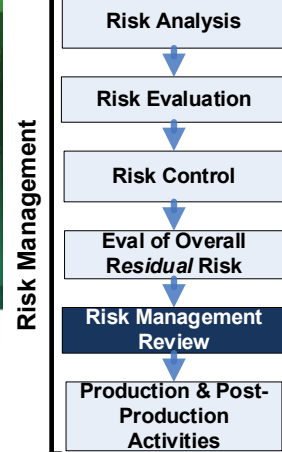 Risk Management
Risk Analysis
Risk Evaluation
Risk Control
Eval of Overall
Residual Risk
Risk Management
Review
Production & Post-
Production
Activities